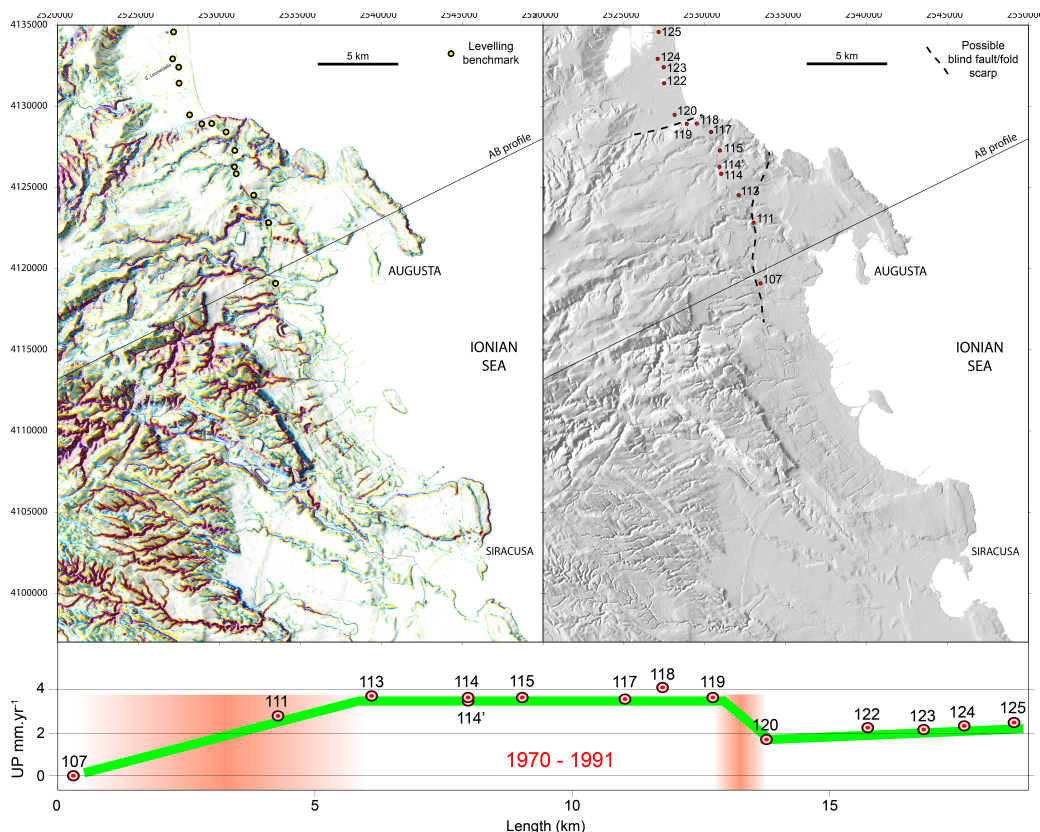 2520000 2525000 2530000 2535000 2540000 2545000 2520000 2525000 2530000 2535000 2540000 2545000 2550000
4135000
4130000
4125000
4120000
4115000
4110000
4105000
4100000
Levelling
benchmark
5 km
AB profile
AUGUSTA
IONIAN
SEA
SIRACUSA
Possible
blind fault/fold
scarp
5 km
125
124
123
122
120
118
119
117
115
114'
114
113
111
107
AB profile
AUGUSTA
IONIAN
SEA
SIRACUSA
UP mm.yr-1
4
2
0
107
111
113
114
114'
115
117
118
119
120
122
123
124
125
1970 - 1991
0 5 10 15
Length (km)